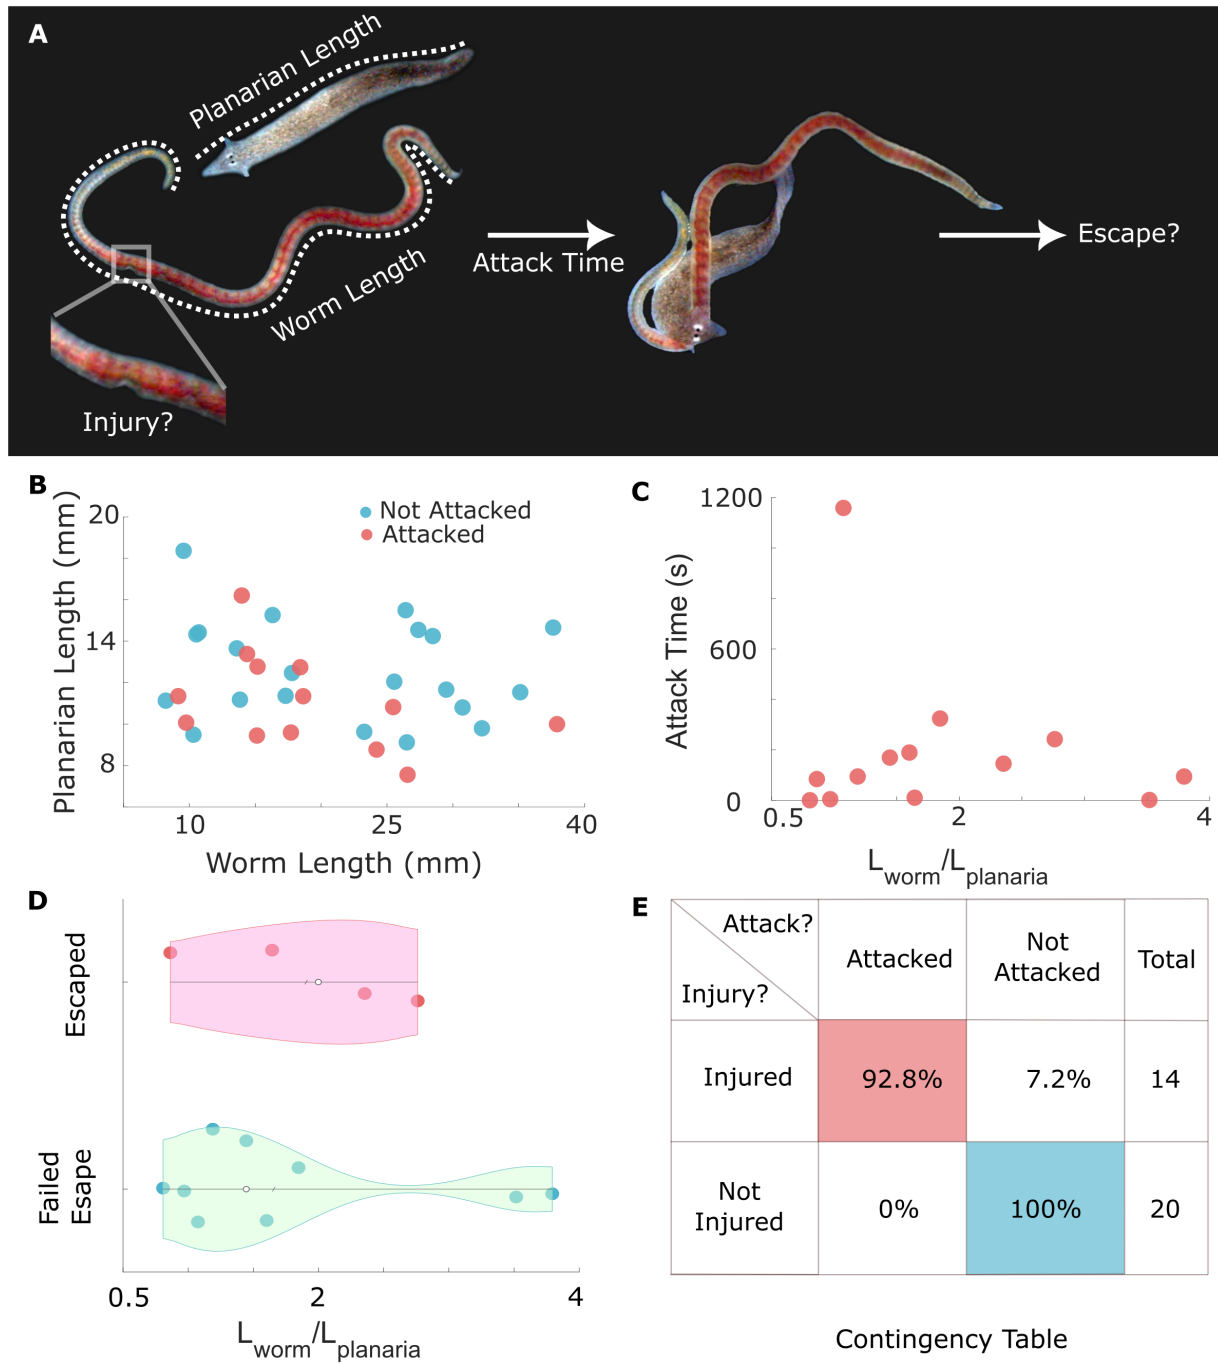 A
Planarian Length
Worm Length
Injury?
Attack Time
Escape?
B
Planarian Length (mm)
20
14
8
10
25
40
Worm Length (mm)
Not Attacked
Attacked
C
Attack Time (s)
1200
600
0
0.5
2
4
Lworm/Lplanaria
D
Escaped
Failed
Esape
0.5
2
4
Lworm/Lplanaria
E
Attack?
Injury?
Attacked
Not
Attacked
Total
Injured
92.8%
7.2%
14
Not
Injured
0%
100%
20
Contingency Table